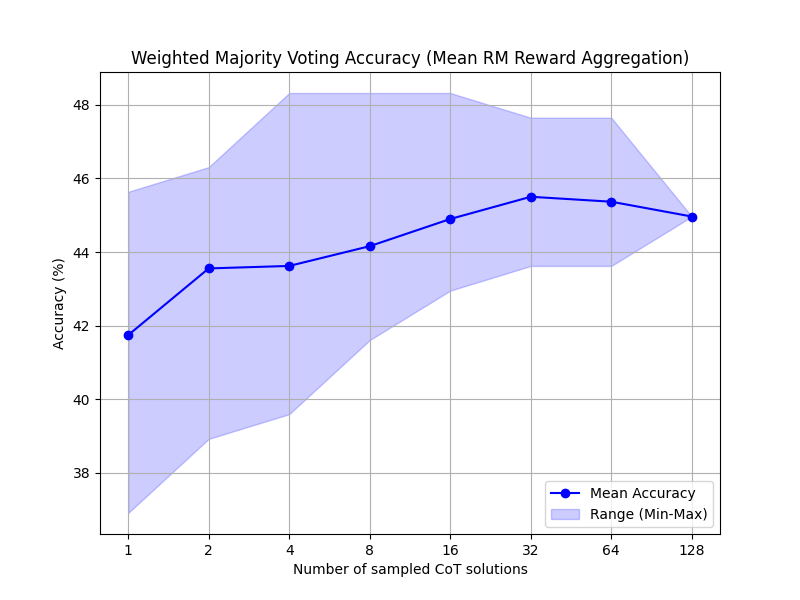 Weighted Majority Voting Accuracy (Mean RM Reward Aggregation)
Accuracy (%)
48
46
44
42
40
38
Mean Accuracy
Range (Min-Max)
1 2 4 8 16 32 64 128
Number of sampled CoT solutions